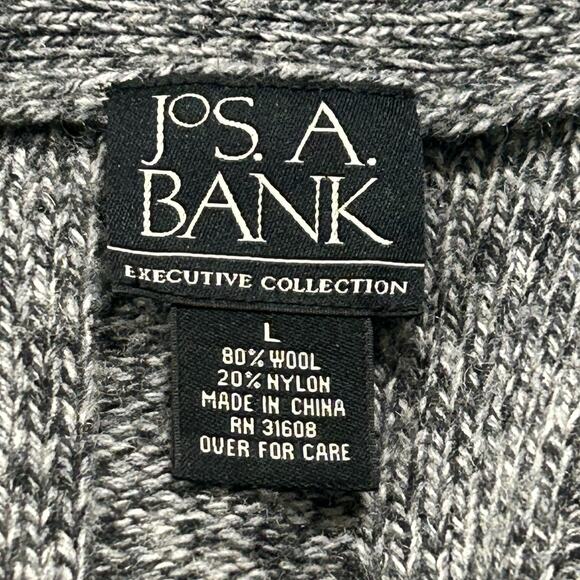 JoS. A.
BANK
EXECUTIVE COLLECTION
L
80% WOOL
20% NYLON
MADE IN CHINA
RN 31608
OVER FOR CARE